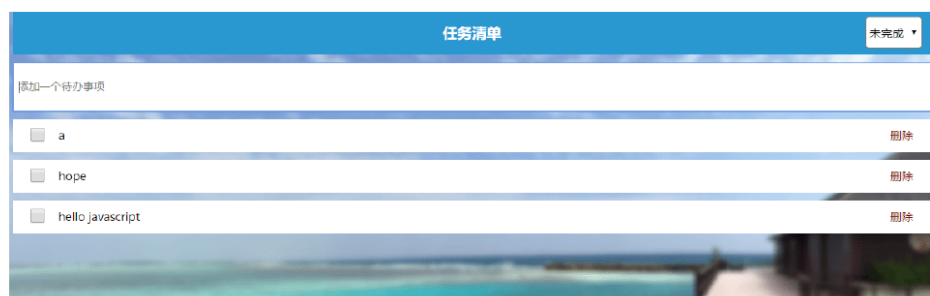 任务清单
未完成
添加一个待办事项
a 删除
hope 删除
hello javascript 删除